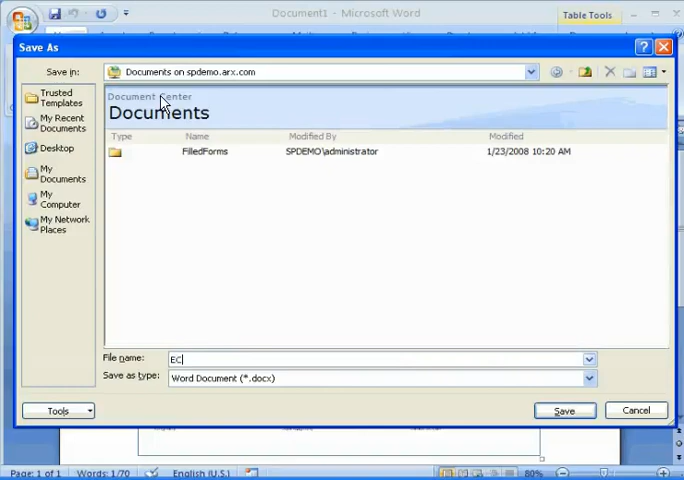 Document1 - Microsoft Word
Table Tools
Save As
Save in:
Documents on spdemo.arx.com
Trusted
Templates
My Recent
Documents
Desktop
My
Documents
My
Computer
My Network
Places
Document Center
Documents
Type Name Modified By Modified
FilledForms SPDEMO\administrator 1/23/2008 10:20 AM
File name: EC
Save as type: Word Document (*.docx)
Tools Save Cancel
Page: 1 of 1 Words: 1/70 English (U.S.) 80%